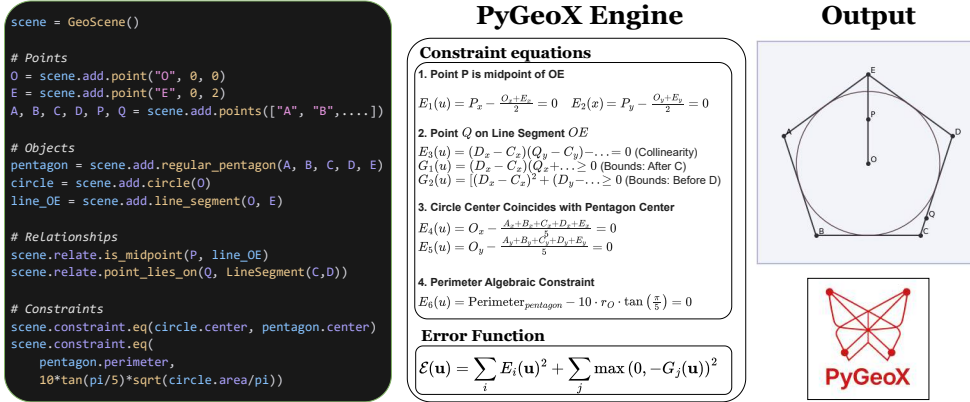 scene = GeoScene()
# Points
O = scene.add.point("O", 0, 0)
E = scene.add.point("E", 0, 2)
A, B, C, D, P, Q = scene.add.points(["A", "B",....])
# Objects
pentagon = scene.add.regular_pentagon(A, B, C, D, E)
circle = scene.add.circle(O)
line_OE = scene.add.line_segment(O, E)
# Relationships
scene.relate.is_midpoint(P, line_OE)
scene.relate.point_lies_on(Q, LineSegment(C,D))
# Constraints
scene.constraint.eq(circle.center, pentagon.center)
scene.constraint.eq(
pentagon.perimeter,
10*tan(pi/5)*sqrt(circle.area/pi))
PyGeoX Engine
Constraint equations
1. Point P is midpoint of OE
E₁(u) = Pₓ − (Oₓ+Eₓ)/2 = 0 E₂(x) = P_y − (O_y+E_y)/2 = 0
2. Point Q on Line Segment OE
E₃(u) = (Dₓ − Cₓ)(Q_y − C_y)−… = 0 (Collinearity)
G₁(u) = (Dₓ − Cₓ)(Qₓ+… ≥ 0 (Bounds: After C)
G₂(u) = [(Dₓ − Cₓ)² + (D_y−… ≥ 0 (Bounds: Before D)
3. Circle Center Coincides with Pentagon Center
E₄(u) = Oₓ − (Aₓ+Bₓ+Cₓ+Dₓ+Eₓ)/5 = 0
E₅(u) = O_y − (A_y+B_y+C_y+D_y+E_y)/5 = 0
4. Perimeter Algebraic Constraint
E₆(u) = Perimeter_pentagon − 10 · r_O · tan(π/5) = 0
Error Function
ℰ(u) = ∑_i E_i(u)² + ∑_j max (0, −G_j(u))²
Output
E
P
A
D
O
Q
B
C
PyGeoX